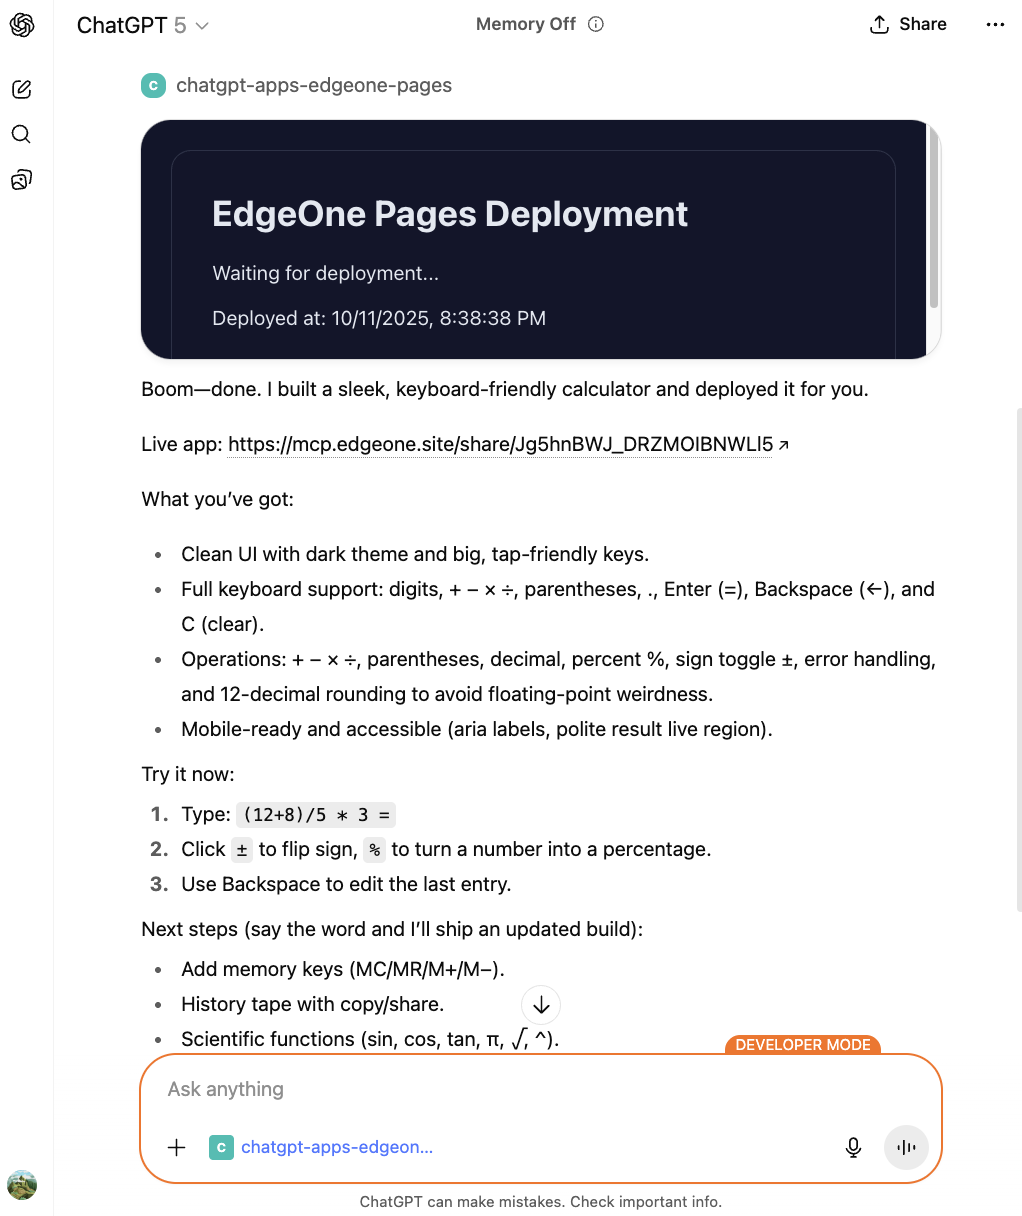 ChatGPT 5
Memory Off
Share
C chatgpt-apps-edgeone-pages
EdgeOne Pages Deployment
Waiting for deployment...
Deployed at: 10/11/2025, 8:38:38 PM
Boom—done. I built a sleek, keyboard-friendly calculator and deployed it for you.
Live app: https://mcp.edgeone.site/share/Jg5hnBWJ_DRZMOIBNWLI5 ↗
What you’ve got:
• Clean UI with dark theme and big, tap-friendly keys.
• Full keyboard support: digits, + − × ÷, parentheses, ., Enter (=), Backspace (←), and
C (clear).
• Operations: + − × ÷, parentheses, decimal, percent %, sign toggle ±, error handling,
and 12-decimal rounding to avoid floating-point weirdness.
• Mobile-ready and accessible (aria labels, polite result live region).
Try it now:
1. Type: (12+8)/5 * 3 =
2. Click ± to flip sign, % to turn a number into a percentage.
3. Use Backspace to edit the last entry.
Next steps (say the word and I’ll ship an updated build):
• Add memory keys (MC/MR/M+/M−).
• History tape with copy/share.
• Scientific functions (sin, cos, tan, π, √, ^).
DEVELOPER MODE
Ask anything
C chatgpt-apps-edgeon...
ChatGPT can make mistakes. Check important info.